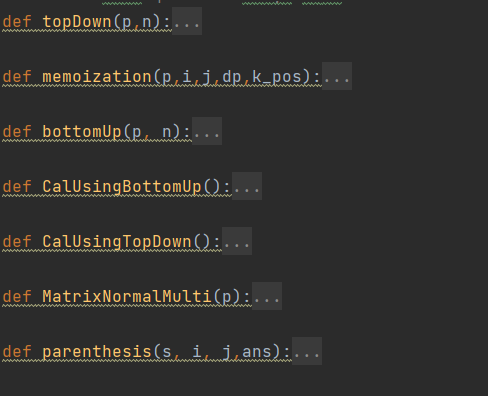 def topDown(p,n):...
def memoization(p,i,j,dp,k_pos):...
def bottomUp(p, n):...
def CalUsingBottomUp():...
def CalUsingTopDown():...
def MatrixNormalMulti(p):...
def parenthesis(s, i, j,ans):...